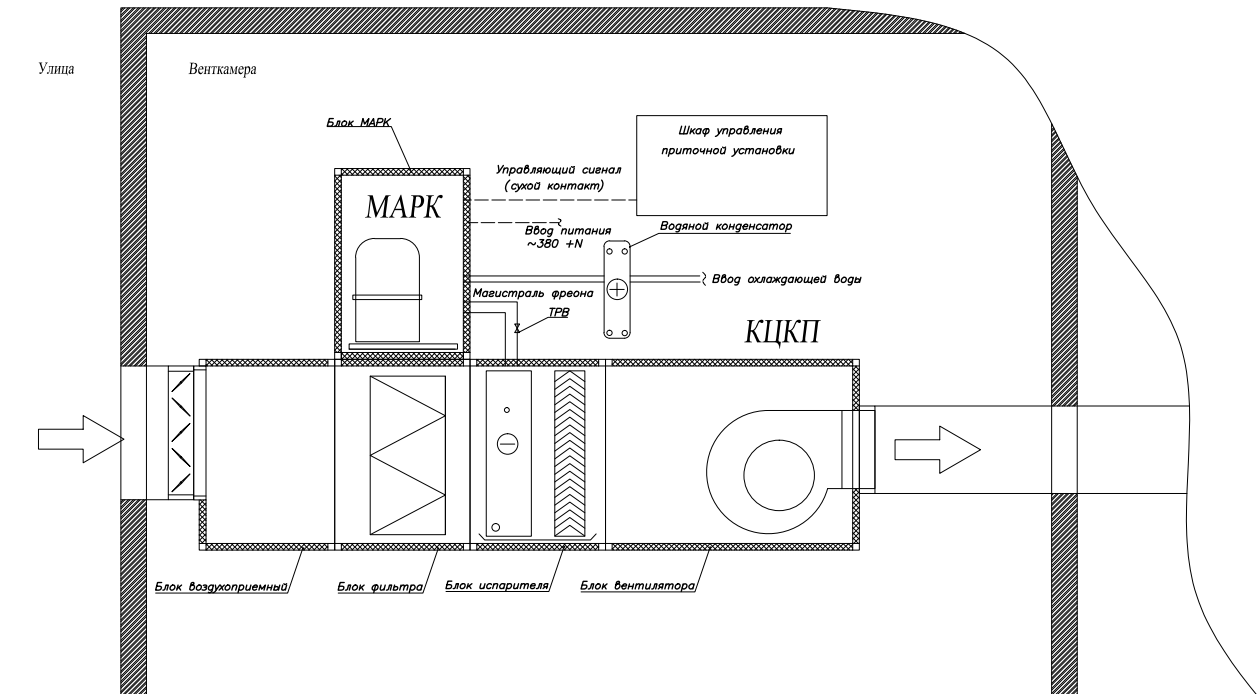 Улица
Венткамера
Блок МАРК
Шкаф управления
приточной установки
Управляющий сигнал
(сухой контакт)
МАРК
Ввод питания
~380 +N
Водяной конденсатор
Ввод охлаждающей воды
Магистраль фреона
ТРВ
КЦКП
Блок воздухоприемный
Блок фильтра
Блок испарителя
Блок вентилятора